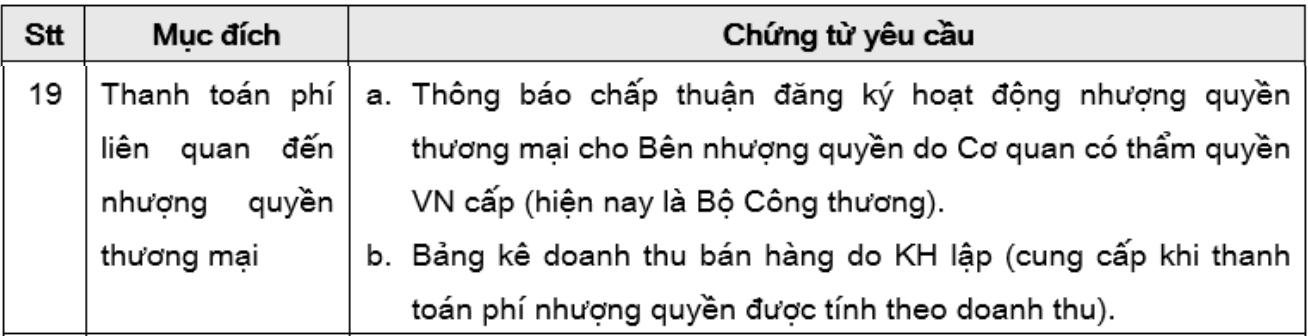 Stt Mục đích Chứng từ yêu cầu
19 Thanh toán phí a. Thông báo chấp thuận đăng ký hoạt động nhượng quyền
liên quan đến thương mại cho Bên nhượng quyền do Cơ quan có thẩm quyền
nhượng quyền VN cấp (hiện nay là Bộ Công thương).
thương mại b. Bảng kê doanh thu bán hàng do KH lập (cung cấp khi thanh
toán phí nhượng quyền được tính theo doanh thu).